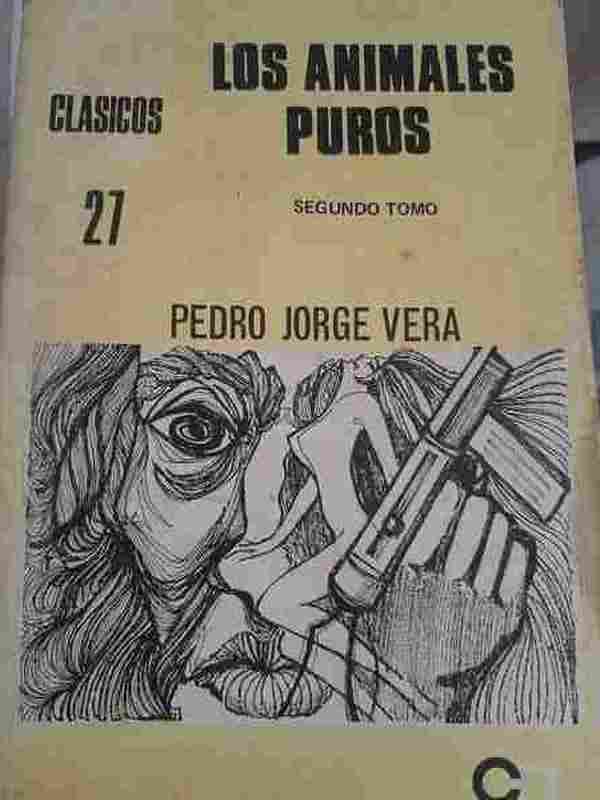 LOS ANIMALES
PUROS
CLASICOS
27
SEGUNDO TOMO
PEDRO JORGE VERA